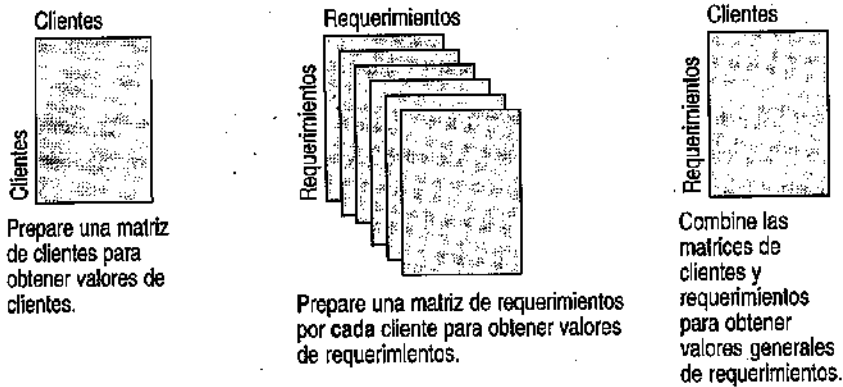 Clientes
Clientes
Prepare una matriz
de clientes para
obtener valores de
clientes.
Requerimientos
Requerimientos
Prepare una matriz de requerimientos
por cada cliente para obtener valores
de requerimientos.
Clientes
Requerimientos
Combine las
matrices de
clientes y
requerimientos
para obtener
valores generales
de requerimientos.